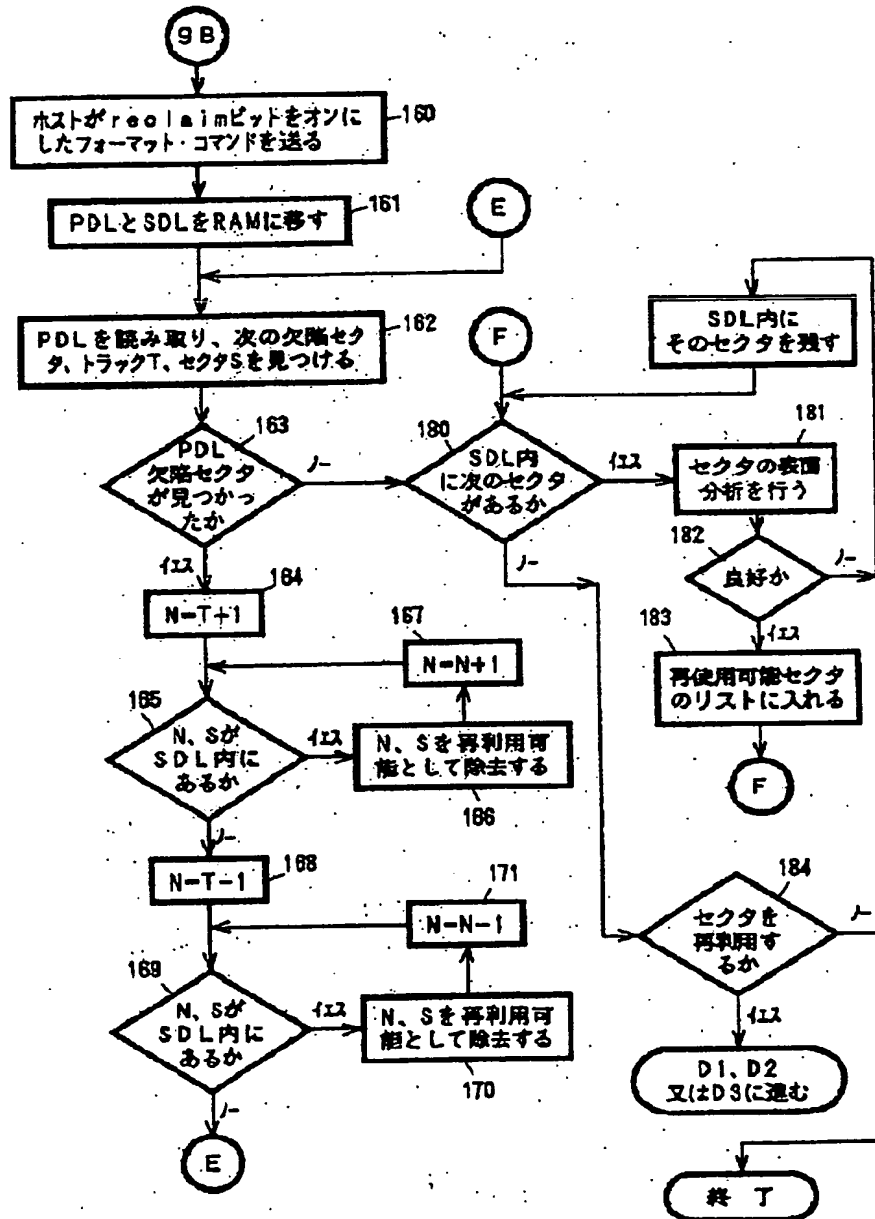 9B
ホストがreclaimビットをオンに
したフォーマット・コマンドを送る
160
PDLとSDLをRAMに移す
161
E
PDLを読み取り、次の欠陥セク
タ、トラックT、セクタSを見つける
162
PDL
欠陥セクタ
が見つかっ
たか
163
ノー
イエス
N=T+1
164
N、Sが
SDL内に
あるか
165
イエス
N、Sを再利用可
能として除去する
166
N=N+1
167
ノー
N=T-1
168
N、Sが
SDL内に
あるか
169
イエス
N、Sを再利用可
能として除去する
170
N=N-1
171
ノー
E
F
SDL内
に次のセクタ
があるか
180
イエス
ノー
SDL内に
そのセクタを残す
セクタの表面
分析を行う
181
良好か
182
ノー
イエス
183
再使用可能セクタ
のリストに入れる
F
セクタを
再利用す
るか
184
ノー
イエス
D1、D2
又はD3に進む
終了